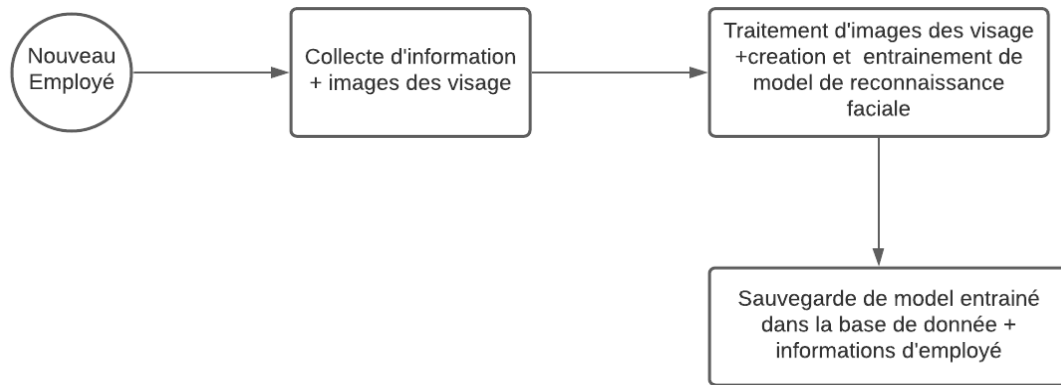 Nouveau
Employé
Collecte d'information
+ images des visage
Traitement d'images des visage
+creation et entrainement de
model de reconnaissance
faciale
Sauvegarde de model entrainé
dans la base de donnée +
informations d'employé